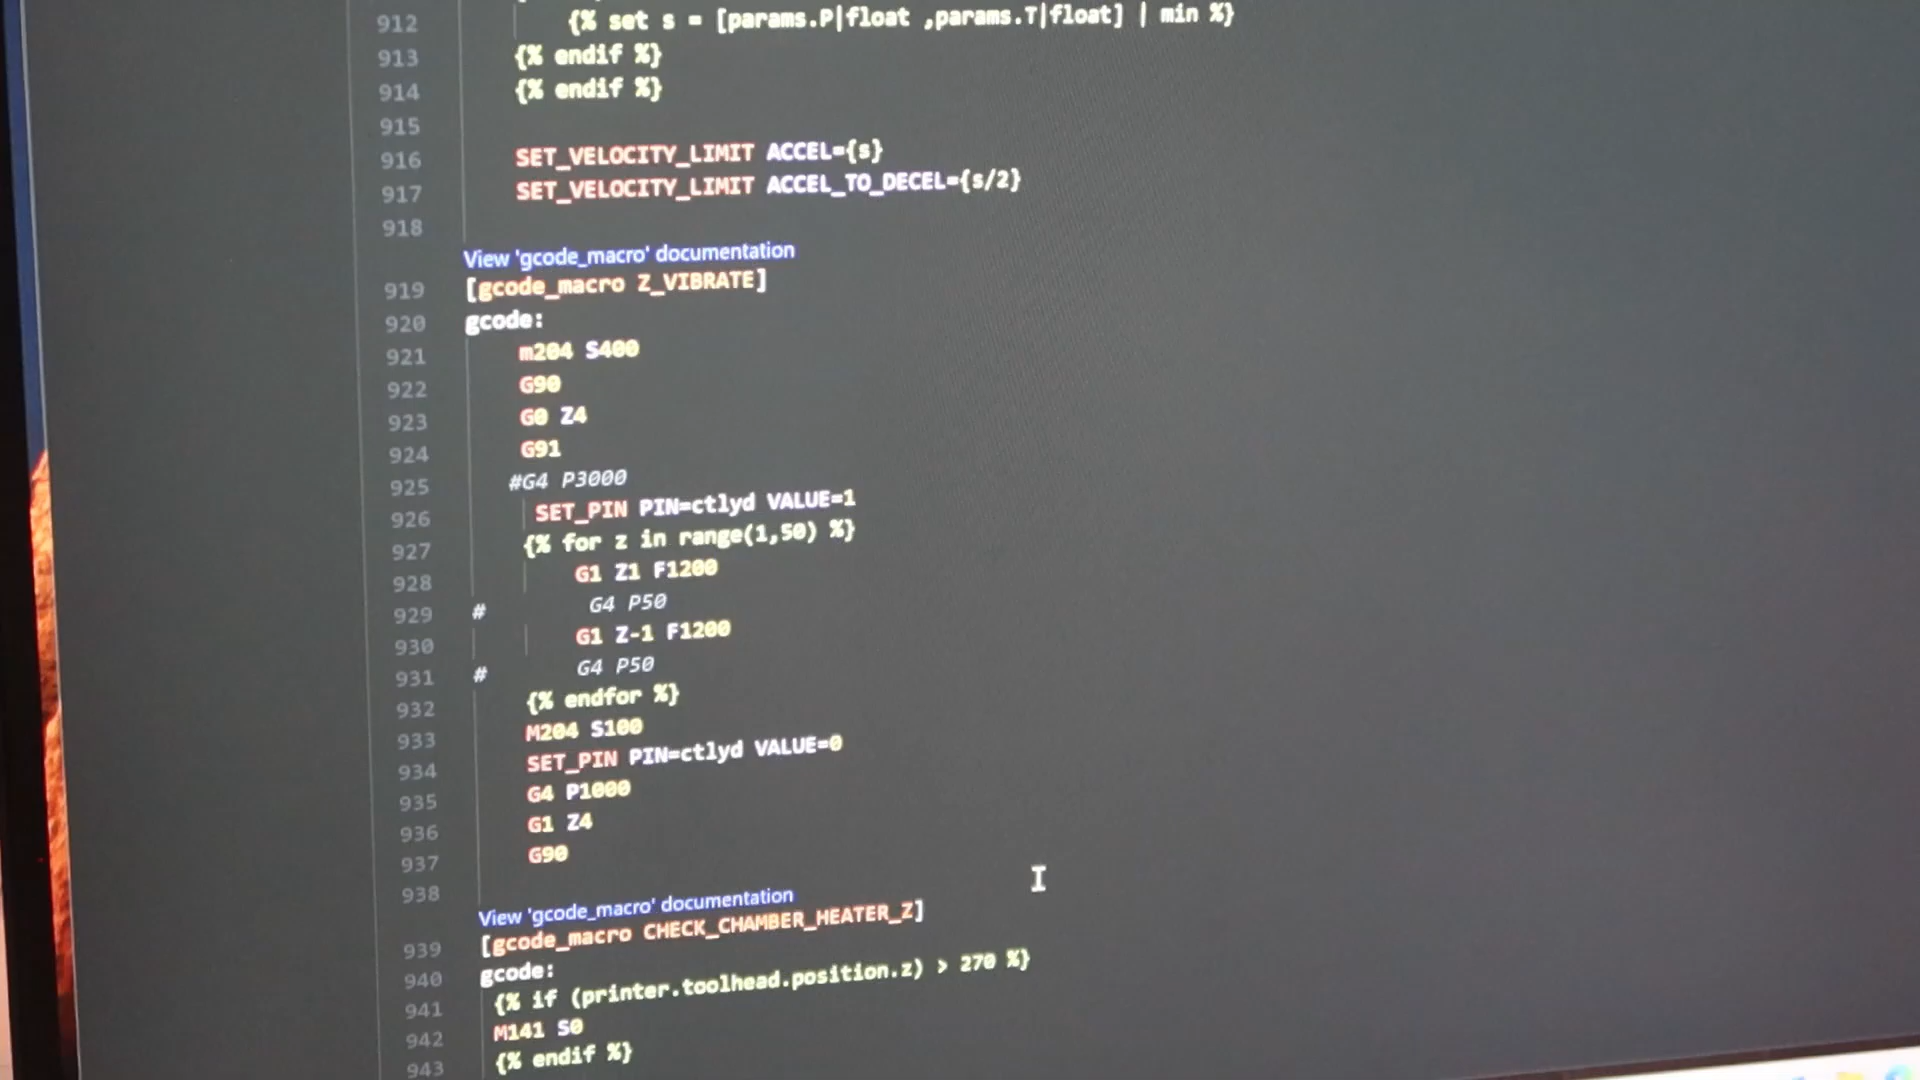 912 {% set s = [params.P|float ,params.T|float] | min %}
913 {% endif %}
914 {% endif %}
915
916 SET_VELOCITY_LIMIT ACCEL={s}
917 SET_VELOCITY_LIMIT ACCEL_TO_DECEL={s/2}
918
View 'gcode_macro' documentation
919 [gcode_macro Z_VIBRATE]
920 gcode:
921 m204 S400
922 G90
923 G0 Z4
924 G91
925 #G4 P3000
926 SET_PIN PIN=ctlyd VALUE=1
927 {% for z in range(1,50) %}
928 G1 Z1 F1200
929 # G4 P50
930 G1 Z-1 F1200
931 # G4 P50
932 {% endfor %}
933 M204 S100
934 SET_PIN PIN=ctlyd VALUE=0
935 G4 P1000
936 G1 Z4
937 G90
938
View 'gcode_macro' documentation
939 [gcode_macro CHECK_CHAMBER_HEATER_Z]
940 gcode:
941 {% if (printer.toolhead.position.z) > 270 %}
942 M141 S0
943 {% endif %}